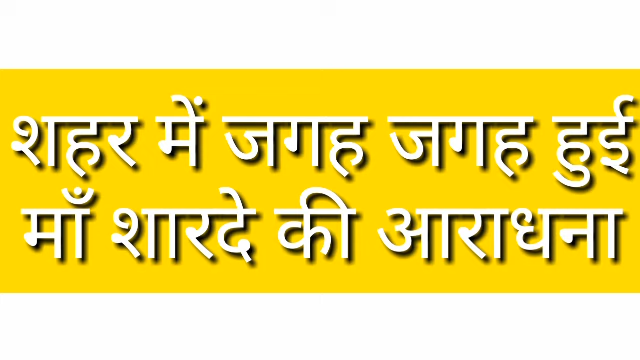 शहर में जगह जगह हुई
माँ शारदे की आराधना